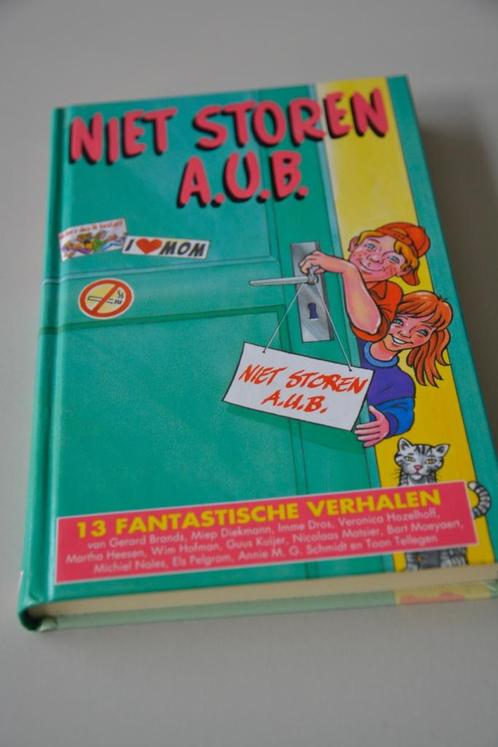 NIET STOREN
A.U.B.
I ❤ MOM
NIET STOREN
A.U.B.
13 FANTASTISCHE VERHALEN
van Gerard Brands, Miep Diekmann, Imme Dros, Veronica Hazelhoff,
Martha Heesen, Wim Hofman, Guus Kuijer, Nicolaas Matsier, Bart Moeyaert,
Michiel Nales, Els Pelgrom, Annie M. G. Schmidt en Toon Tellegen